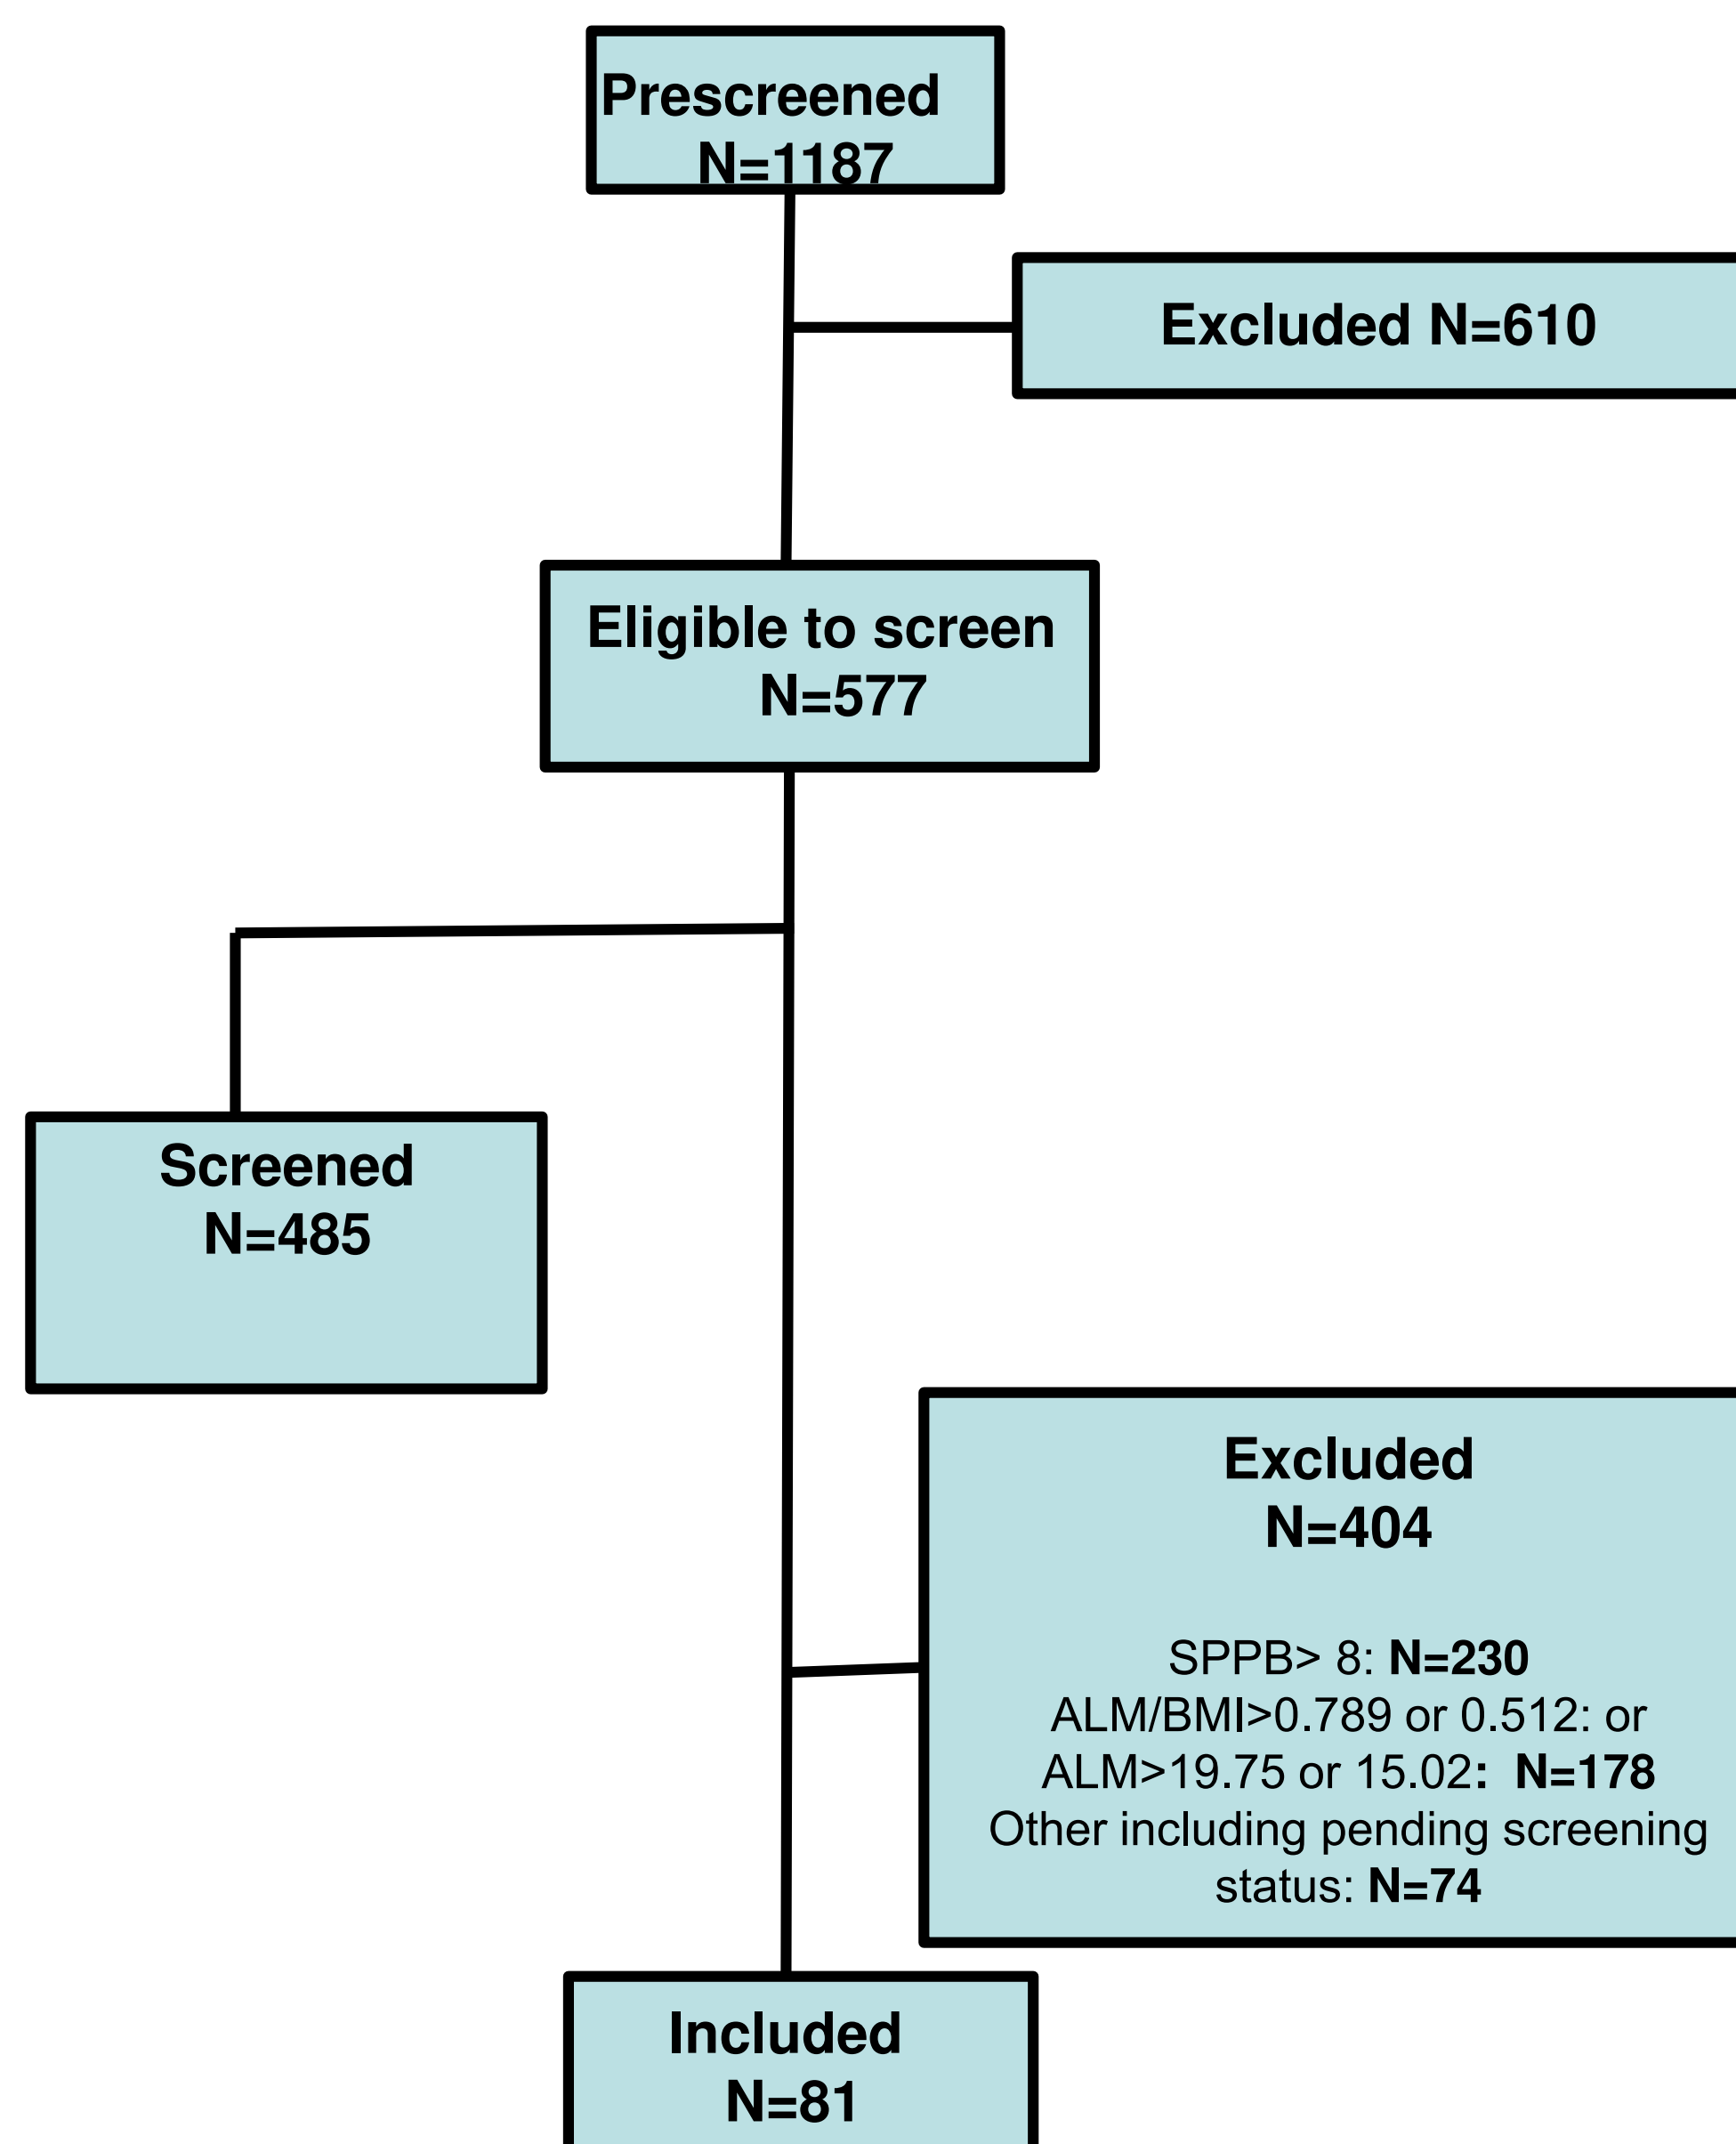 Prescreened
N=1187
Excluded N=610
Eligible to screen
N=577
Screened
N=485
Excluded
N=404
SPPB> 8: N=230
ALM/BMI>0.789 or 0.512: or
ALM>19.75 or 15.02: N=178
Other including pending screening
status: N=74
Included
N=81